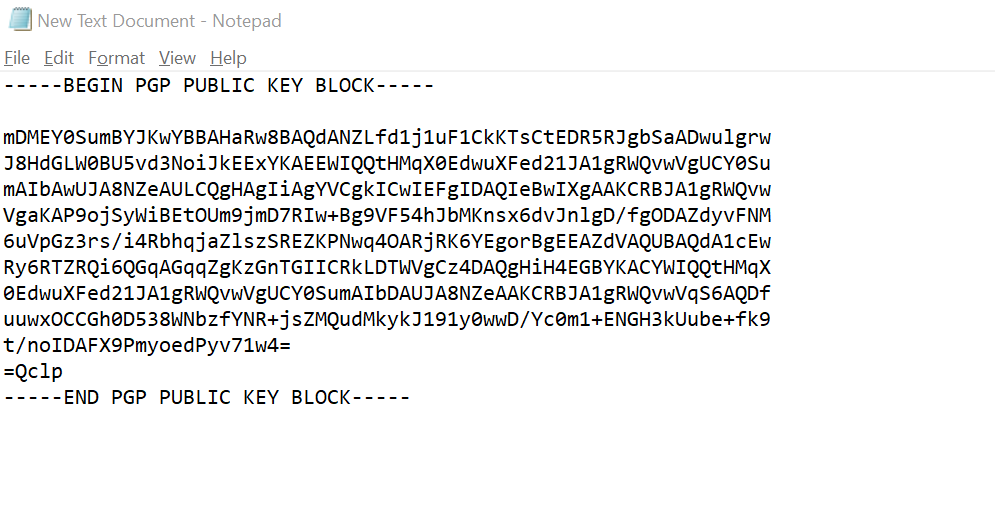 New Text Document - Notepad
File Edit Format View Help
-----BEGIN PGP PUBLIC KEY BLOCK-----

mDMEY0SumBYJKwYBBAHaRw8BAQdANZLfd1j1uF1CkKTsCtEDR5RJgbSaADwulgrw
J8HdGLW0BU5vd3NoiJkEExYKAEEWIQQtHMqX0EdwuXFed21JA1gRWQvwVgUCY0Su
mAIbAwUJA8NZeAULCQgHAgIiAgYVCgkICwIEFgIDAQIeBwIXgAAKCRBJA1gRWQvw
VgaKAP9ojSyWiBEtOUm9jmD7RIw+Bg9VF54hJbMKnsx6dvJnlgD/fgODAZdyvFNM
6uVpGz3rs/i4RbhqjaZlszSREZKPNwq4OARjRK6YEgorBgEEAZdVAQUBAQdA1cEw
Ry6RTZRQi6QGqAGqqZgKzGnTGIICRkLDTWVgCz4DAQgHiH4EGBYKACYWIQQtHMqX
0EdwuXFed21JA1gRWQvwVgUCY0SumAIbDAUJA8NZeAAKCRBJA1gRWQvwVqS6AQDf
uuwxOCCGh0D538WNbzfYNR+jsZMQudMkykJ191y0wwD/Yc0m1+ENGH3kUube+fk9
t/noIDAFX9PmyoedPyv71w4=
=Qclp
-----END PGP PUBLIC KEY BLOCK-----